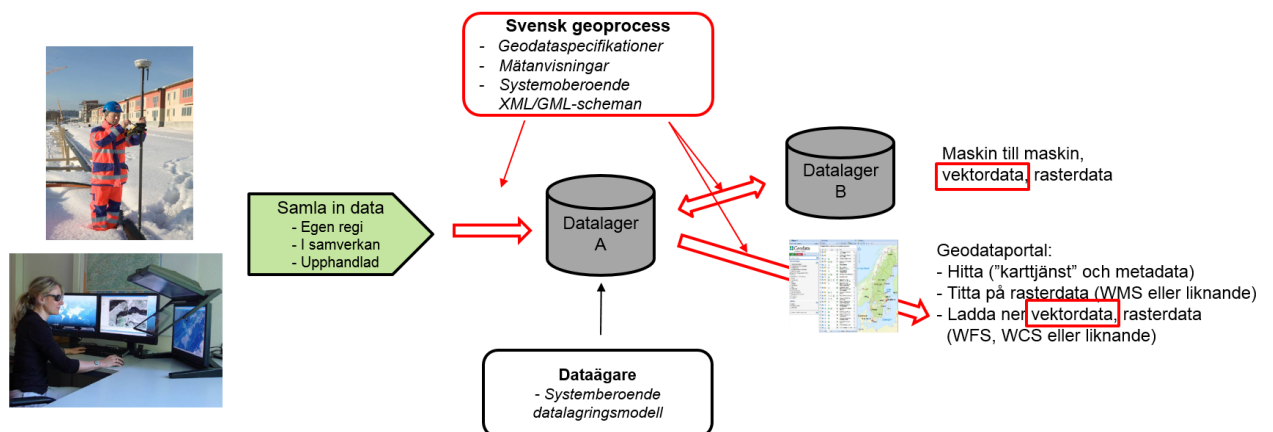 Svensk geoprocess
- Geodataspecifikationer
- Mätanvisningar
- Systemoberoende
XML/GML-scheman
Samla in data
- Egen regi
- I samverkan
- Upphandlad
Datalager
A
Datalager
B
Maskin till maskin,
vektordata, rasterdata
Geodata
Geodataportal:
- Hitta ("karttjänst" och metadata)
- Titta på rasterdata (WMS eller liknande)
- Ladda ner vektordata, rasterdata
(WFS, WCS eller liknande)
Dataägare
- Systemberoende
datalagringsmodell